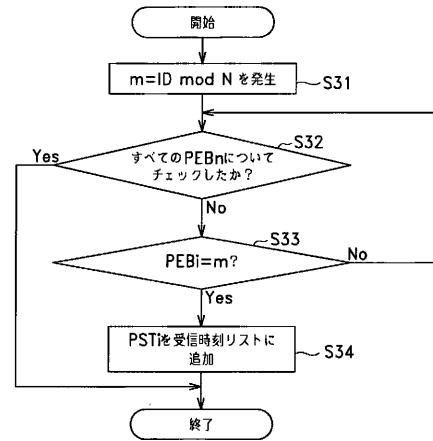 開始
m=ID mod N を発生
S31
すべてのPEBnについて
チェックしたか?
S32
Yes
No
PEBi=m?
S33
No
Yes
PSTiを受信時刻リストに
追加
S34
終了